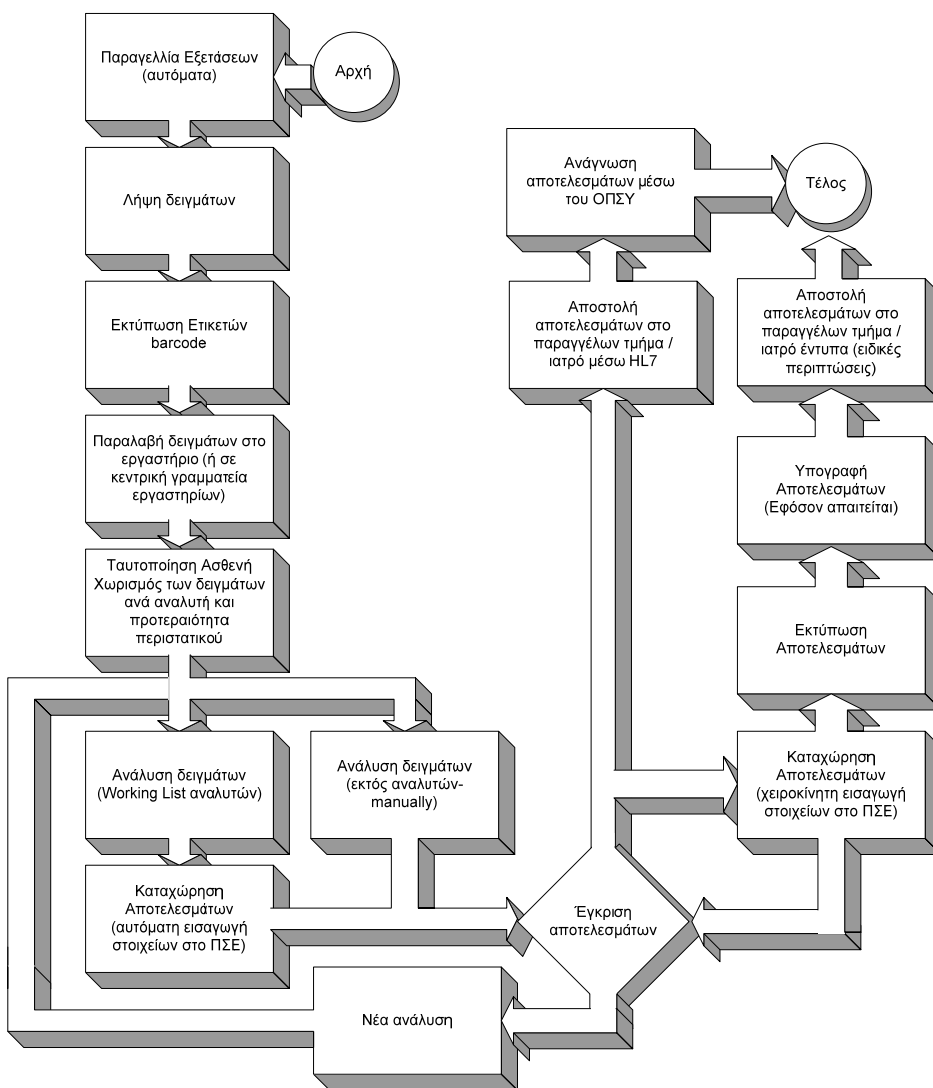 Παραγελλία Εξετάσεων
(αυτόματα)
Αρχή
Λήψη δειγμάτων
Εκτύπωση Ετικετών
barcode
Παραλαβή δειγμάτων στο
εργαστήριο (ή σε
κεντρική γραμματεία
εργαστηρίων)
Ταυτοποίηση Ασθενή
Χωρισμός των δειγμάτων
ανά αναλυτή και
προτεραιότητα
περιστατικού
Ανάλυση δειγμάτων
(Working List αναλυτών)
Ανάλυση δειγμάτων
(εκτός αναλυτών-
manually)
Καταχώρηση
Αποτελεσμάτων
(αυτόματη εισαγωγή
στοιχείων στο ΠΣΕ)
Νέα ανάλυση
Έγκριση
αποτελεσμάτων
Αποστολή
αποτελεσμάτων στο
παραγγέλων τμήμα /
ιατρό μέσω HL7
Ανάγνωση
αποτελεσμάτων μέσω
του ΟΠΣΥ
Τέλος
Αποστολή
αποτελεσμάτων στο
παραγγέλων τμήμα /
ιατρό έντυπα (ειδικές
περιπτώσεις)
Υπογραφή
Αποτελεσμάτων
(Εφόσον απαιτείται)
Εκτύπωση
Αποτελεσμάτων
Καταχώρηση
Αποτελεσμάτων
(χειροκίνητη εισαγωγή
στοιχείων στο ΠΣΕ)